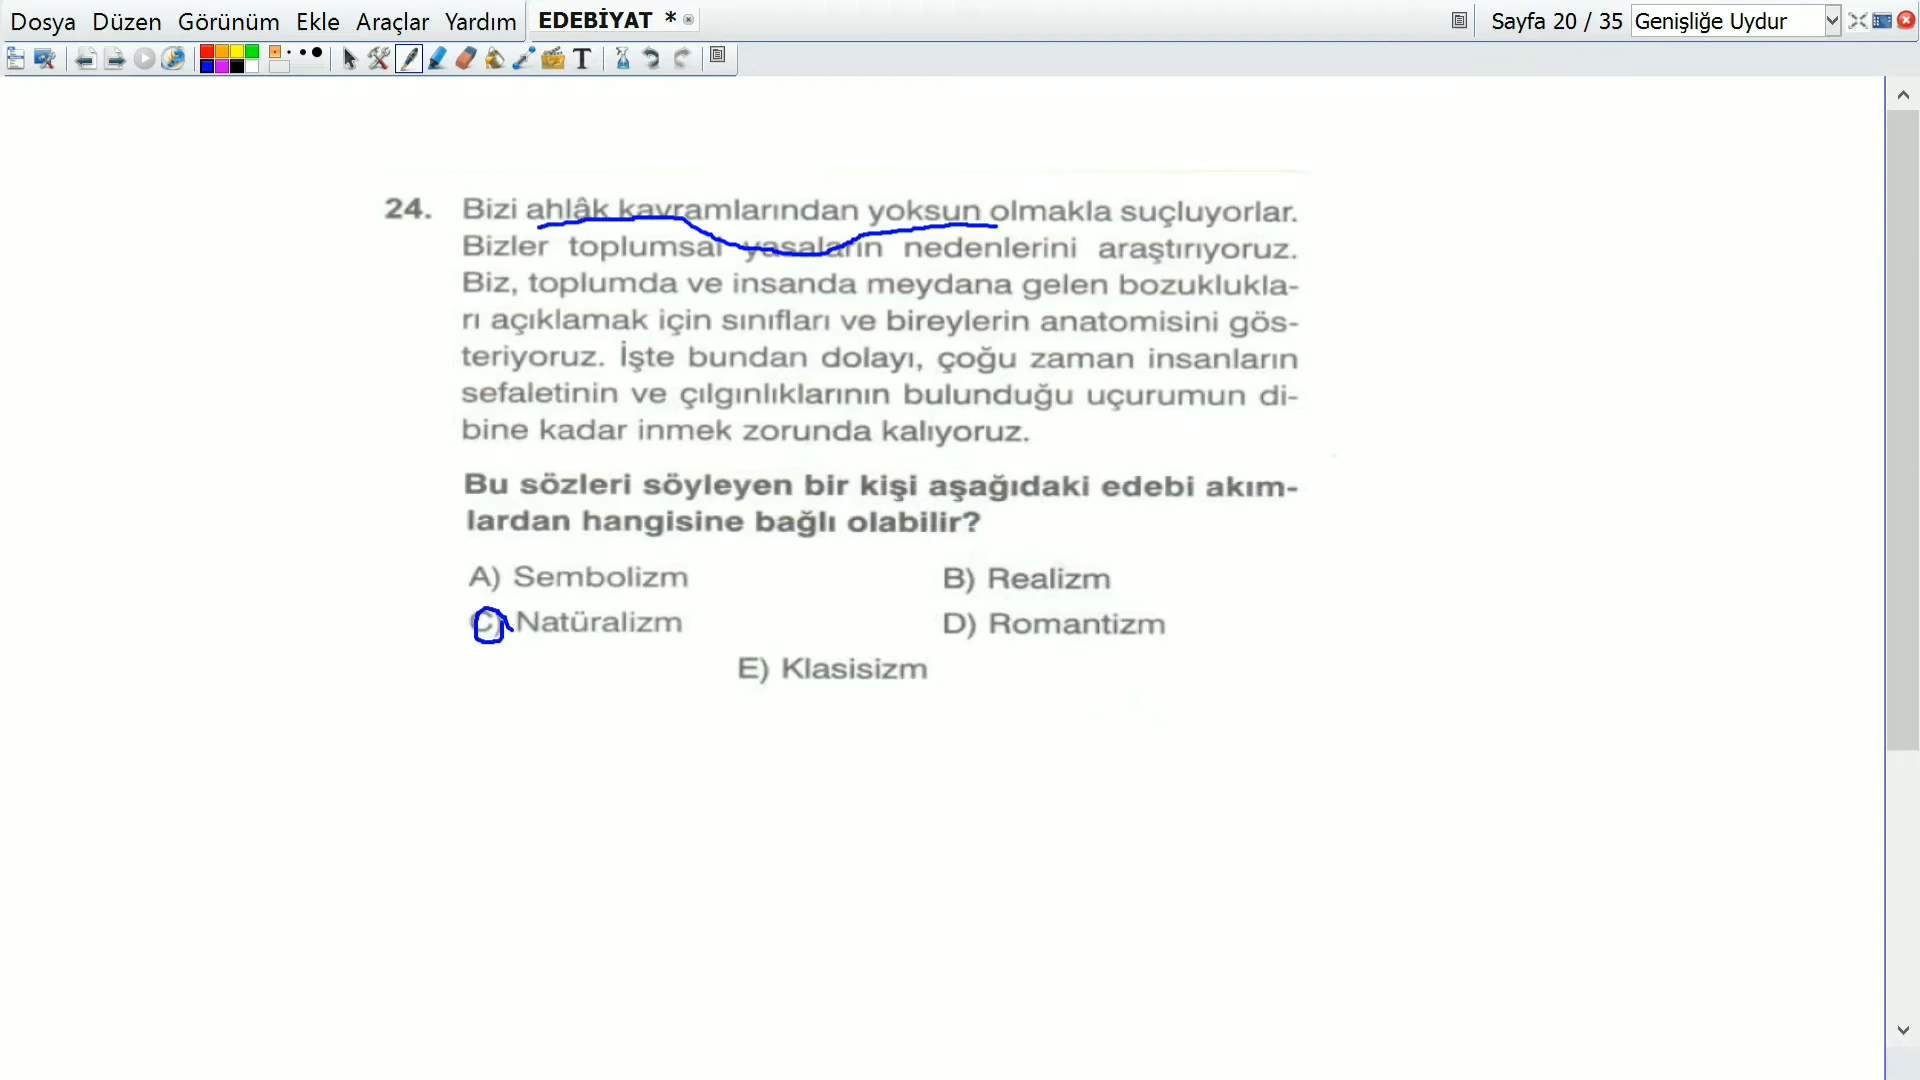 Dosya Düzen Görünüm Ekle Araçlar Yardım EDEBİYAT * Sayfa 20 / 35 Genişliğe Uydur
24. Bizi ahlâk kavramlarından yoksun olmakla suçluyorlar.
Bizler toplumsal yasaların nedenlerini araştırıyoruz.
Biz, toplumda ve insanda meydana gelen bozuklukla-
rı açıklamak için sınıfları ve bireylerin anatomisini gös-
teriyoruz. İşte bundan dolayı, çoğu zaman insanların
sefaletinin ve çılgınlıklarının bulunduğu uçurumun di-
bine kadar inmek zorunda kalıyoruz.
Bu sözleri söyleyen bir kişi aşağıdaki edebi akım-
lardan hangisine bağlı olabilir?
A) Sembolizm B) Realizm
C) Natüralizm D) Romantizm
E) Klasisizm